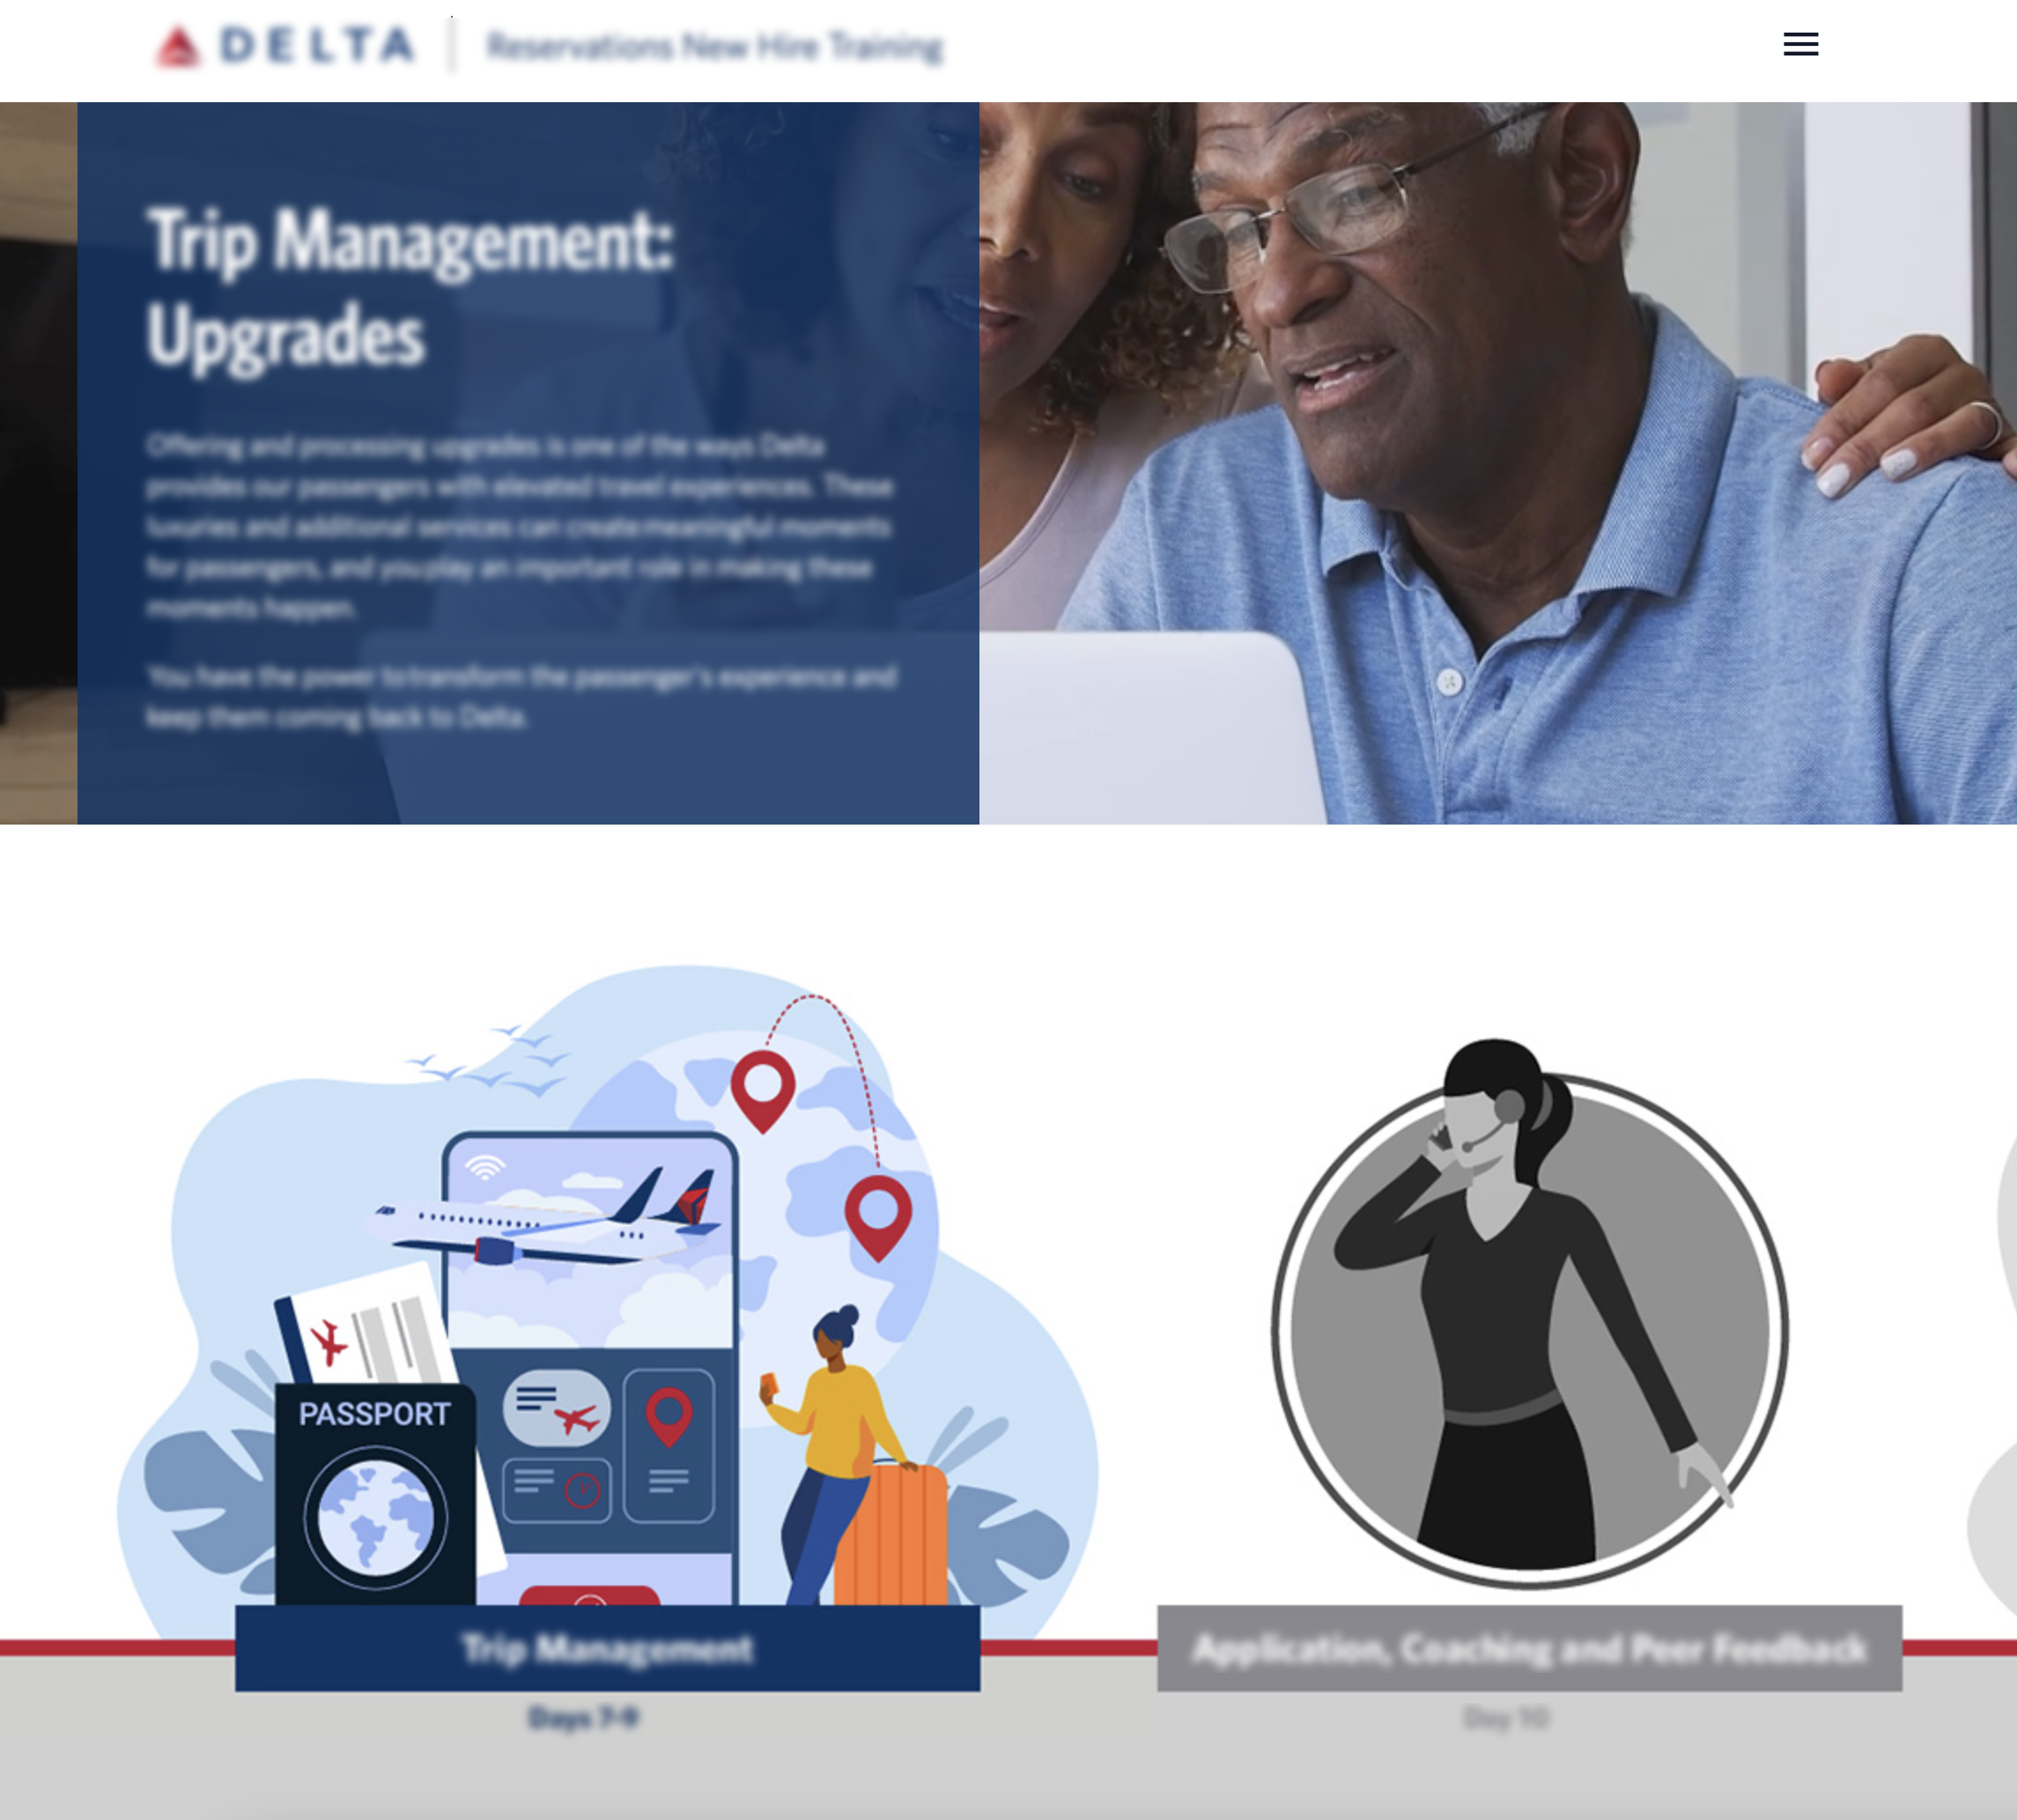 DELTA
Reservations New Hire Training
Trip Management:
Upgrades
Offering and processing upgrades is one of the ways Delta
provides our passengers with elevated travel experiences. These
luxuries and additional services can create meaningful moments
for passengers, and you play an important role in making these
moments happen.
You have the power to transform the passenger's experience and
keep them coming back to Delta.
PASSPORT
Trip Management
Application, Coaching and Peer Feedback
Days 7-9
Day 10